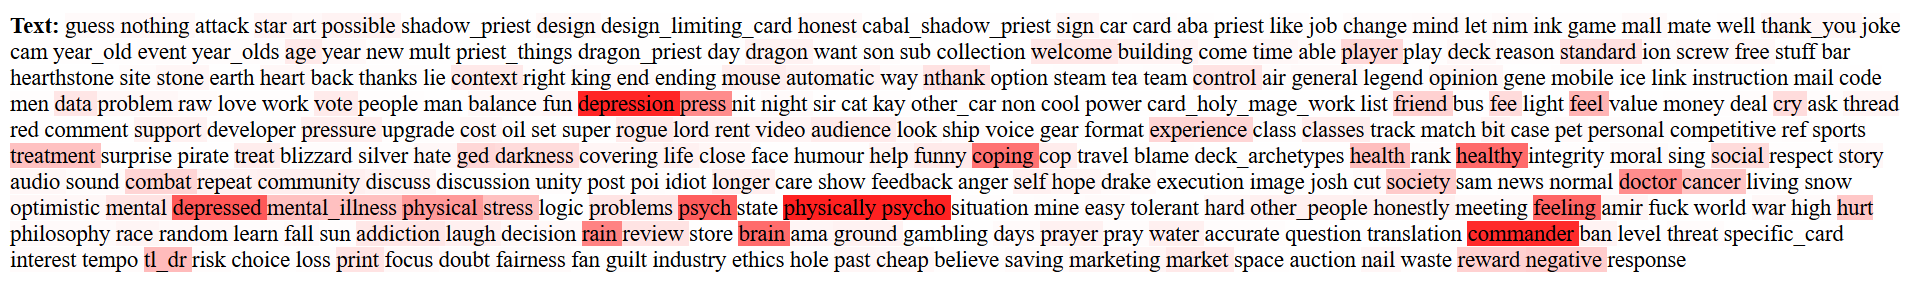 Text: guess nothing attack star art possible shadow_priest design design_limiting_card honest cabal_shadow_priest sign car card aba priest like job change mind let nim ink game mall mate well thank_you joke
cam year_old event year_olds age year new mult priest_things dragon_priest day dragon want son sub collection welcome building come time able player play deck reason standard ion screw free stuff bar
hearthstone site stone earth heart back thanks lie context right king end ending mouse automatic way nthank option steam tea team control air general legend opinion gene mobile ice link instruction mail code
men data problem raw love work vote people man balance fun depression press nit night sir cat kay other_car non cool power card_holy_mage_work list friend bus fee light feel value money deal cry ask thread
red comment support developer pressure upgrade cost oil set super rogue lord rent video audience look ship voice gear format experience class classes track match bit case pet personal competitive ref sports
treatment surprise pirate treat blizzard silver hate ged darkness covering life close face humour help funny coping cop travel blame deck_archetypes health rank healthy integrity moral sing social respect story
audio sound combat repeat community discuss discussion unity post poi idiot longer care show feedback anger self hope drake execution image josh cut society sam news normal doctor cancer living snow
optimistic mental depressed mental_illness physical stress logic problems psych state physically psycho situation mine easy tolerant hard other_people honestly meeting feeling amir fuck world war high hurt
philosophy race random learn fall sun addiction laugh decision rain review store brain ama ground gambling days prayer pray water accurate question translation commander ban level threat specific_card
interest tempo tl_dr risk choice loss print focus doubt fairness fan guilt industry ethics hole past cheap believe saving marketing market space auction nail waste reward negative response